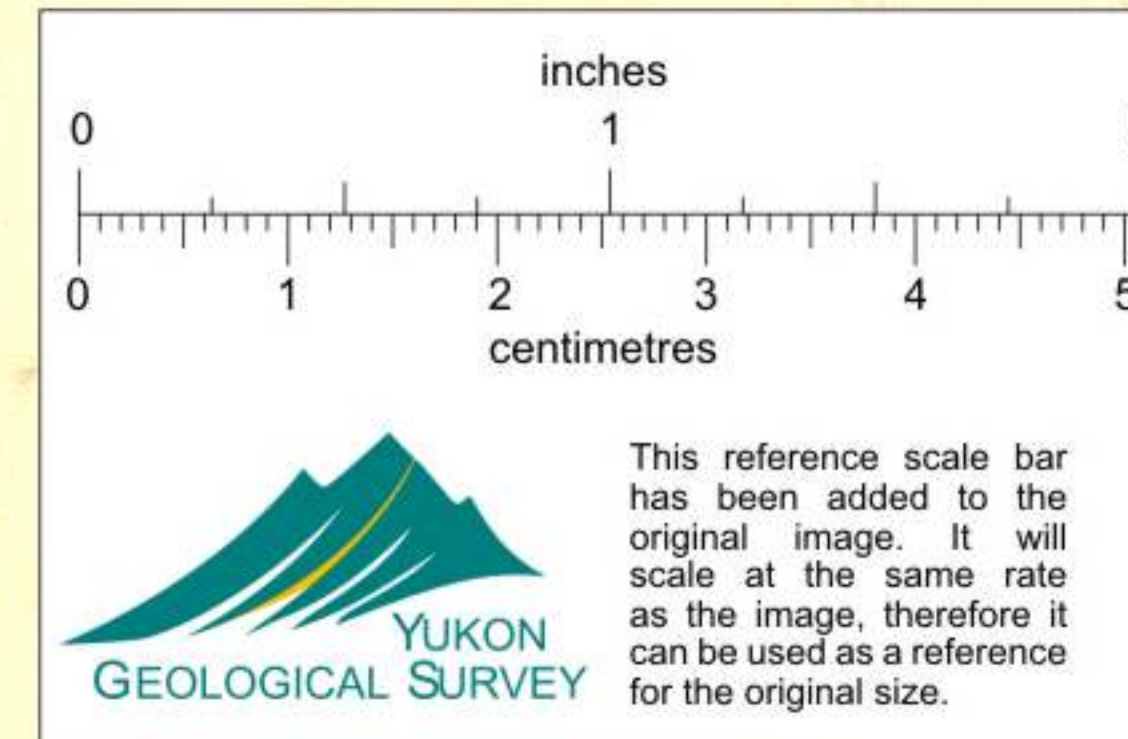 inches
0 1
0 1 2 3 4 5
centimetres
YUKON
GEOLOGICAL SURVEY
This reference scale bar
has been added to the
original image. It will
scale at the same rate
as the image, therefore it
can be used as a reference
for the original size.